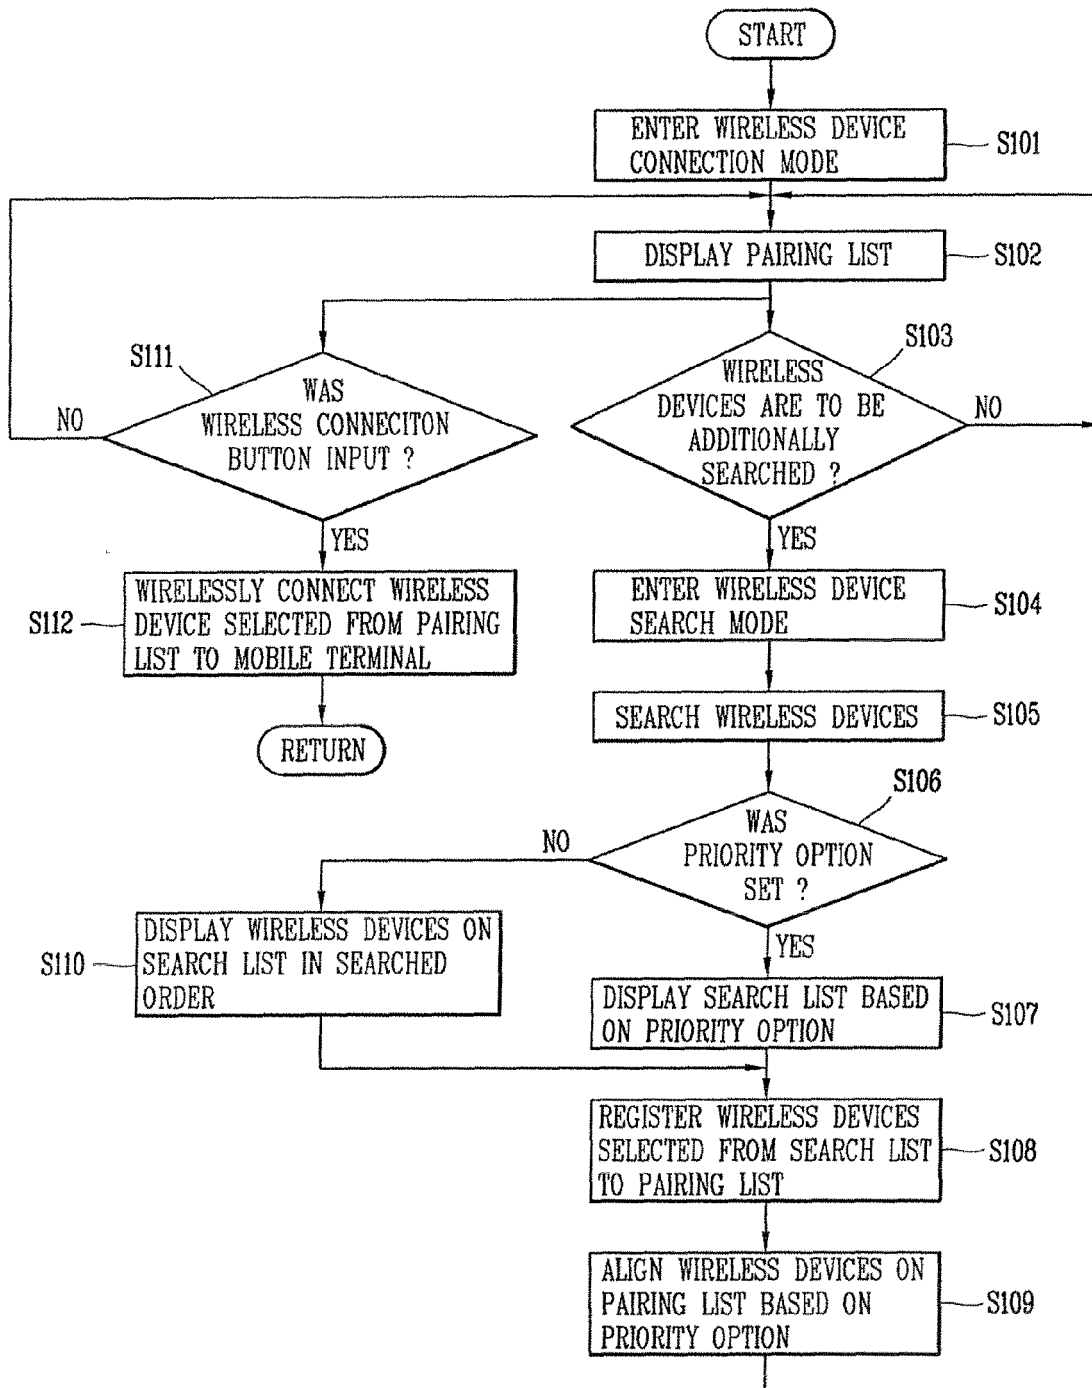 START
ENTER WIRELESS DEVICE
CONNECTION MODE
S101
DISPLAY PAIRING LIST
S102
S111
WAS
WIRELESS CONNECITON
BUTTON INPUT ?
NO
YES
S103
WIRELESS
DEVICES ARE TO BE
ADDITIONALLY
SEARCHED ?
NO
YES
WIRELESSLY CONNECT WIRELESS
DEVICE SELECTED FROM PAIRING
LIST TO MOBILE TERMINAL
S112
RETURN
ENTER WIRELESS DEVICE
SEARCH MODE
S104
SEARCH WIRELESS DEVICES
S105
S106
WAS
PRIORITY OPTION
SET ?
NO
YES
DISPLAY WIRELESS DEVICES ON
SEARCH LIST IN SEARCHED
ORDER
S110
DISPLAY SEARCH LIST BASED
ON PRIORITY OPTION
S107
REGISTER WIRELESS DEVICES
SELECTED FROM SEARCH LIST
TO PAIRING LIST
S108
ALIGN WIRELESS DEVICES ON
PAIRING LIST BASED ON
PRIORITY OPTION
S109